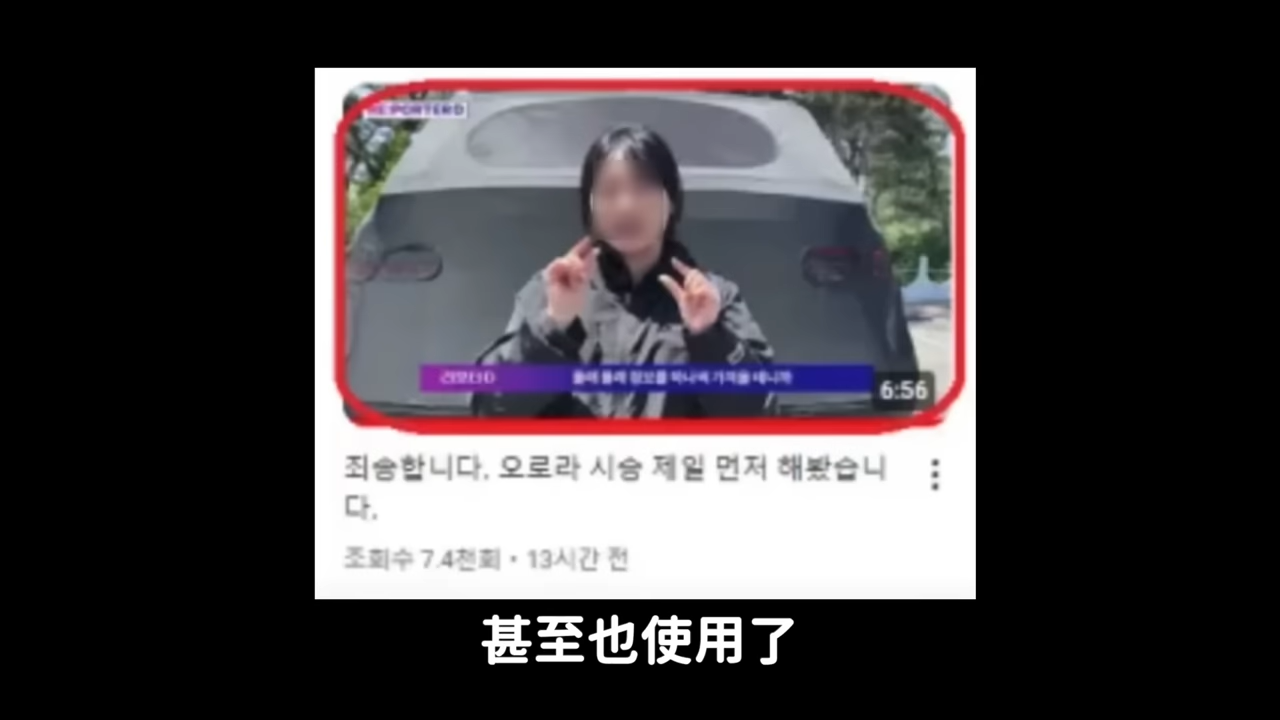 REPORTERD
6:56
죄송합니다. 오로라 시승 제일 먼저 해봤습니
다.
조회수 7.4천회 • 13시간 전
甚至也使用了